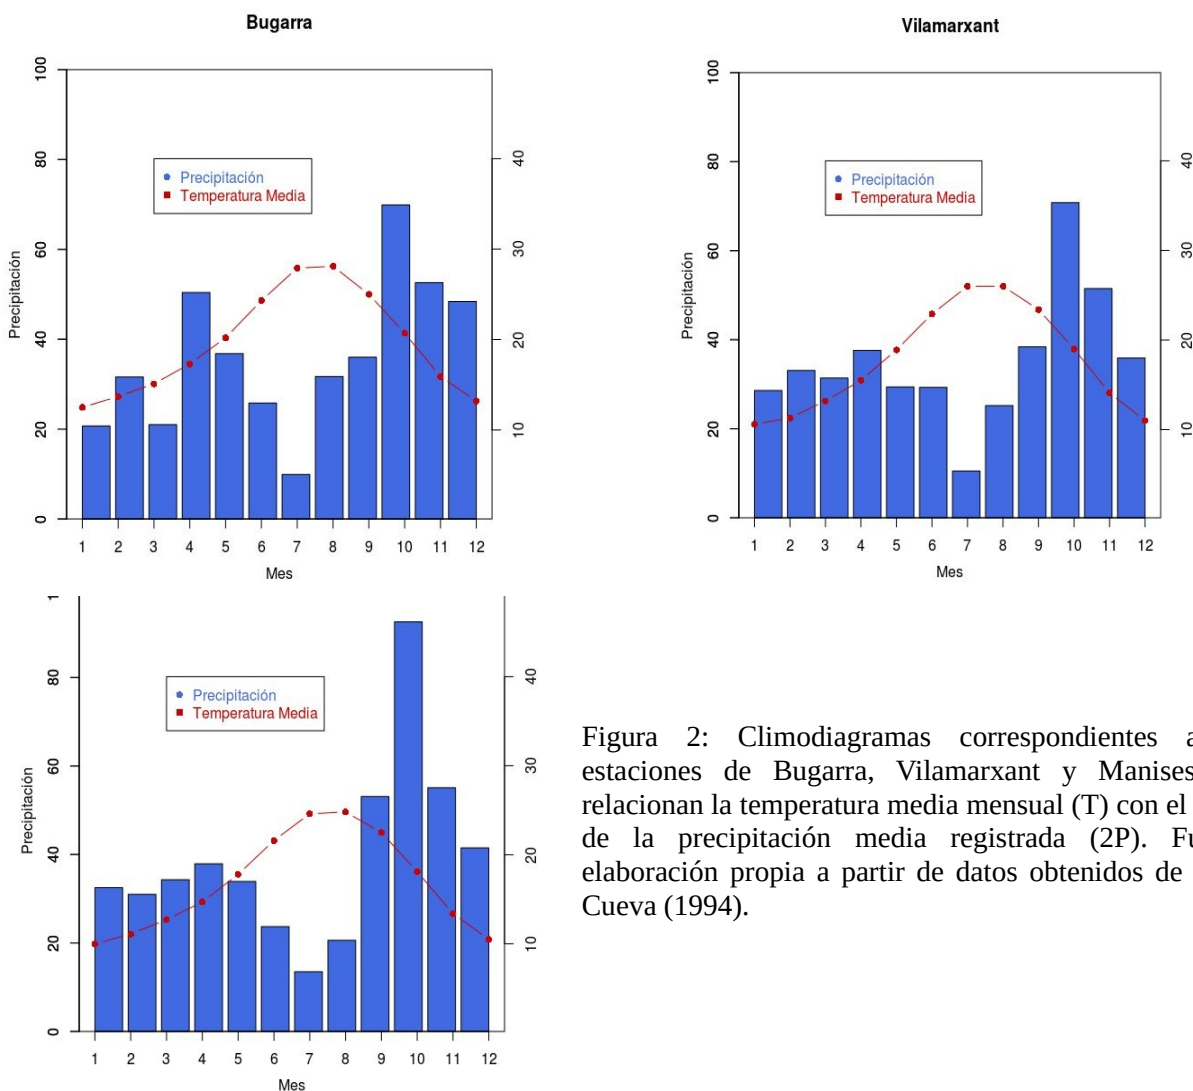 Bugarra
100
80
60
40
20
0
Precipitación
40
30
20
10
Precipitación
Temperatura Media
1 2 3 4 5 6 7 8 9 10 11 12
Mes
Vilamarxant
100
80
60
40
20
0
Precipitación
40
30
20
10
Precipitación
Temperatura Media
1 2 3 4 5 6 7 8 9 10 11 12
Mes
1
80
60
40
20
0
Precipitación
40
30
20
10
Precipitación
Temperatura Media
1 2 3 4 5 6 7 8 9 10 11 12
Mes
Figura 2: Climodiagramas correspondientes a
estaciones de Bugarra, Vilamarxant y Manises
relacionan la temperatura media mensual (T) con el
de la precipitación media registrada (2P). Fu
elaboración propia a partir de datos obtenidos de
Cueva (1994).